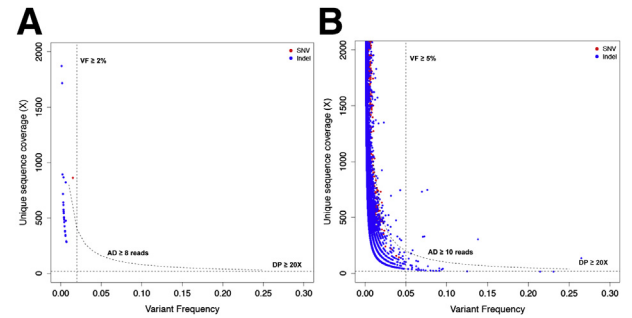 A
B
VF ≥ 2%
SNV
Indel
AD ≥ 8 reads
DP ≥ 20X
Unique sequence coverage (X)
0
500
1000
1500
2000
0.00
0.05
0.10
0.15
0.20
0.25
0.30
Variant Frequency
VF ≥ 5%
SNV
Indel
AD ≥ 10 reads
DP ≥ 20X
Unique sequence coverage (X)
0
500
1000
1500
2000
0.00
0.05
0.10
0.15
0.20
0.25
0.30
Variant Frequency